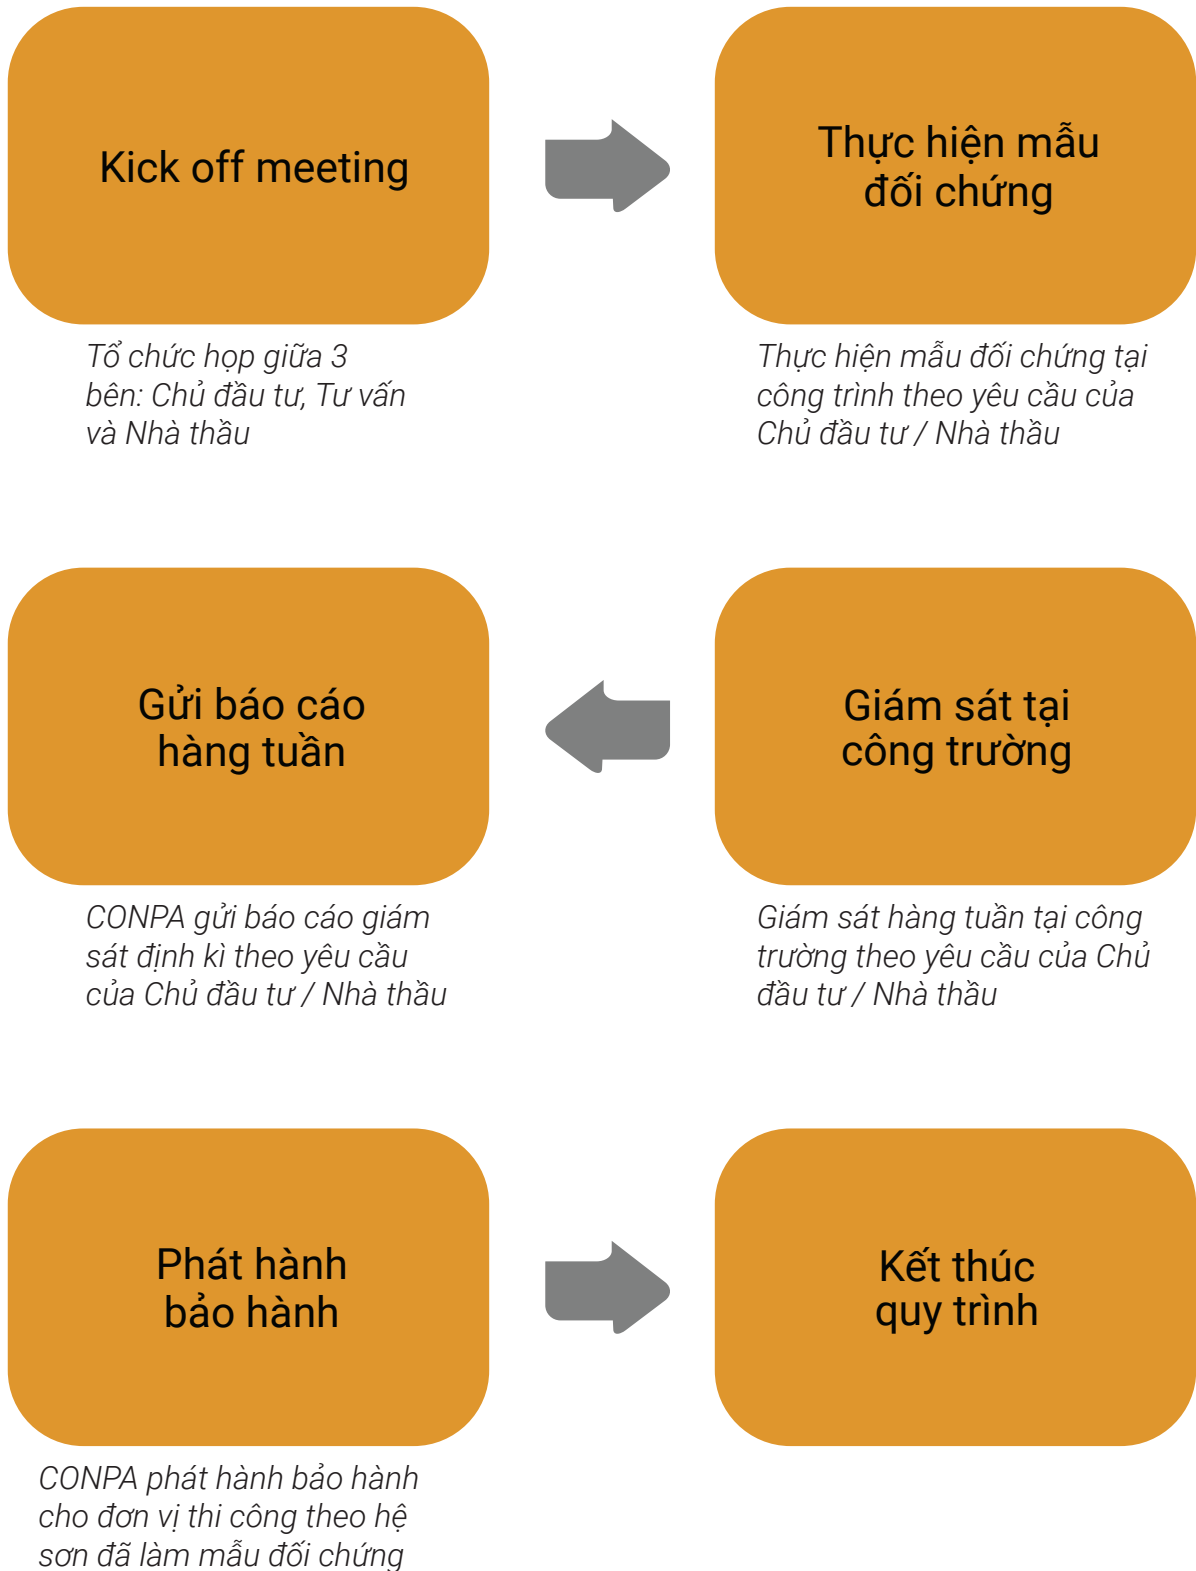 Kick off meeting
Tổ chức họp giữa 3
bên: Chủ đầu tư, Tư vấn
và Nhà thầu
Thực hiện mẫu
đối chứng
Thực hiện mẫu đối chứng tại
công trình theo yêu cầu của
Chủ đầu tư / Nhà thầu
Giám sát tại
công trường
Giám sát hàng tuần tại công
trường theo yêu cầu của Chủ
đầu tư / Nhà thầu
Gửi báo cáo
hàng tuần
CONPA gửi báo cáo giám
sát định kì theo yêu cầu
của Chủ đầu tư / Nhà thầu
Phát hành
bảo hành
CONPA phát hành bảo hành
cho đơn vị thi công theo hệ
sơn đã làm mẫu đối chứng
Kết thúc
quy trình